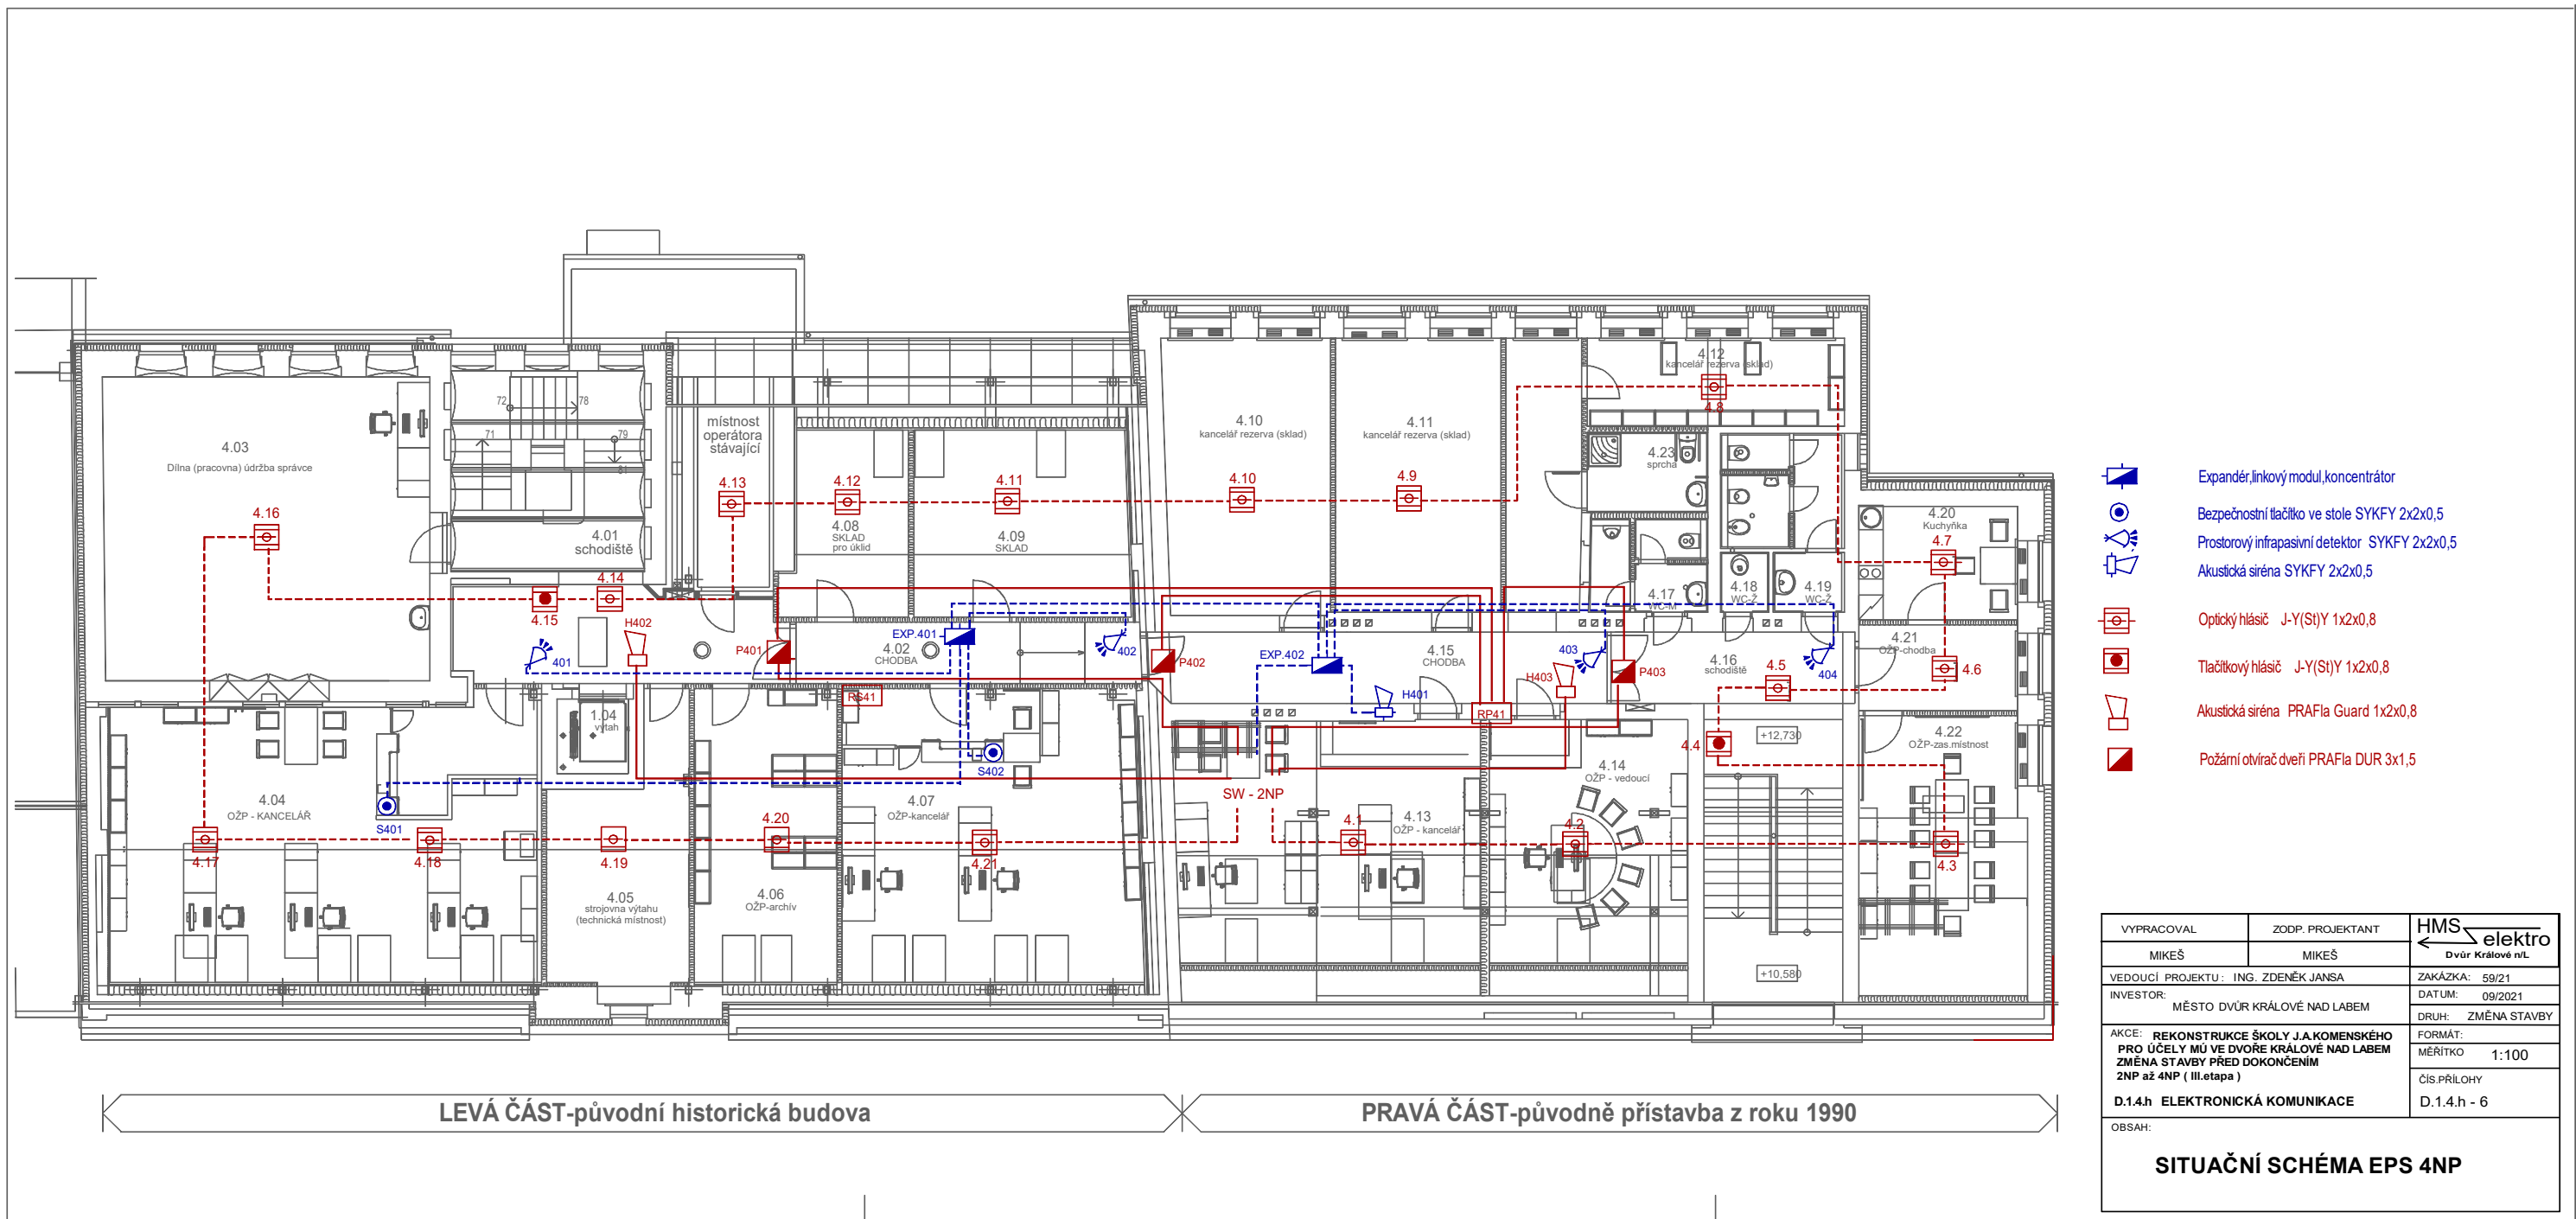 4.03
Dílna (pracovna) údržba správce
72
78
71
79
81
4.01
schodiště
místnost
operátora
stávající
4.13
4.12
4.11
4.08
SKLAD
pro úklid
4.09
SKLAD
4.10
kancelář rezerva (sklad)
4.10
4.11
kancelář rezerva (sklad)
4.9
4.12
kancelář rezerva (sklad)
4.8
4.23
sprcha
4.17
WC-M
4.18
WC-Ž
4.19
WC-Ž
4.20
Kuchyňka
4.7
4.21
OŽP-chodba
4.6
4.16
4.14
4.15
H402
401
P401
EXP.401
4.02
CHODBA
402
P402
EXP.402
4.15
CHODBA
H401
403
H403
P403
4.16
schodiště
4.5
404
RS41
RP41
1.04
výtah
S402
4.04
OŽP - KANCELÁŘ
S401
4.17
4.18
4.19
4.20
4.21
4.05
strojovna výtahu
(technická místnost)
4.06
OŽP-archív
4.07
OŽP-kancelář
SW - 2NP
4.13
OŽP - kancelář
4.1
4.2
4.14
OŽP - vedoucí
4.4
+12,730
+10,580
4.22
OŽP-zas.místnost
4.3
LEVÁ ČÁST-původní historická budova
PRAVÁ ČÁST-původně přístavba z roku 1990
Expandér,linkový modul,koncentrátor
Bezpečnostní tlačítko ve stole SYKFY 2x2x0,5
Prostorový infrapasivní detektor SYKFY 2x2x0,5
Akustická siréna SYKFY 2x2x0,5
Optický hlásič J-Y(St)Y 1x2x0,8
Tlačítkový hlásič J-Y(St)Y 1x2x0,8
Akustická siréna PRAFla Guard 1x2x0,8
Požární otvírač dveří PRAFla DUR 3x1,5
VYPRACOVAL
ZODP. PROJEKTANT
HMS
elektro
Dvůr Králové n/L
MIKEŠ
MIKEŠ
VEDOUCÍ PROJEKTU : ING. ZDENĚK JANSA
ZAKÁZKA: 59/21
INVESTOR:
MĚSTO DVŮR KRÁLOVÉ NAD LABEM
DATUM: 09/2021
DRUH: ZMĚNA STAVBY
AKCE: REKONSTRUKCE ŠKOLY J.A.KOMENSKÉHO
PRO ÚČELY MÚ VE DVOŘE KRÁLOVÉ NAD LABEM
ZMĚNA STAVBY PŘED DOKONČENÍM
2NP až 4NP ( III.etapa )
FORMÁT:
MĚŘÍTKO 1:100
ČÍS.PŘÍLOHY
D.1.4.h ELEKTRONICKÁ KOMUNIKACE
D.1.4.h - 6
OBSAH:
SITUAČNÍ SCHÉMA EPS 4NP